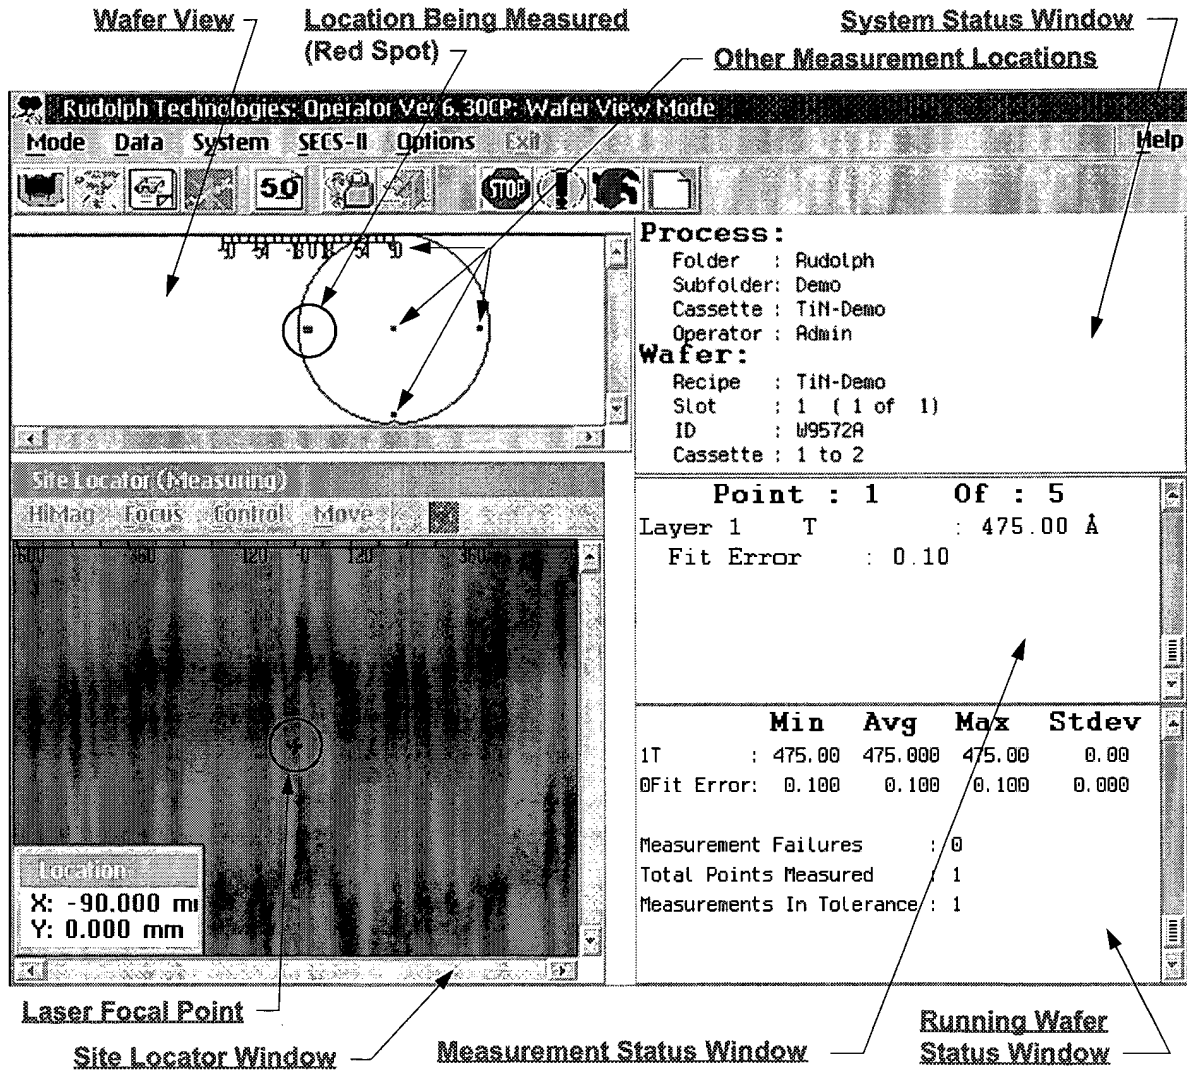 Wafer View
Location Being Measured
(Red Spot)
System Status Window
Other Measurement Locations
Rudolph Technologies: Operator Ver 6.30CP: Wafer View Mode
Mode Data System SECS-II Options Exit Help
50 STOP
Process:
Folder : Rudolph
Subfolder: Demo
Cassette : TiN-Demo
Operator : Admin
Wafer:
Recipe : TiN-Demo
Slot : 1 ( 1 of 1)
ID : W9572A
Cassette : 1 to 2
Site Locator (Measuring)
HiMag Focus Control Move
-120 0 120 360
Location
X: -90.000 m
Y: 0.000 mm
Point : 1 Of : 5
Layer 1 T : 475.00 Å
Fit Error : 0.10
Min Avg Max Stdev
1T : 475.00 475.000 475.00 0.00
0Fit Error: 0.100 0.100 0.100 0.000
Measurement Failures : 0
Total Points Measured : 1
Measurements In Tolerance : 1
Laser Focal Point
Site Locator Window
Measurement Status Window
Running Wafer
Status Window